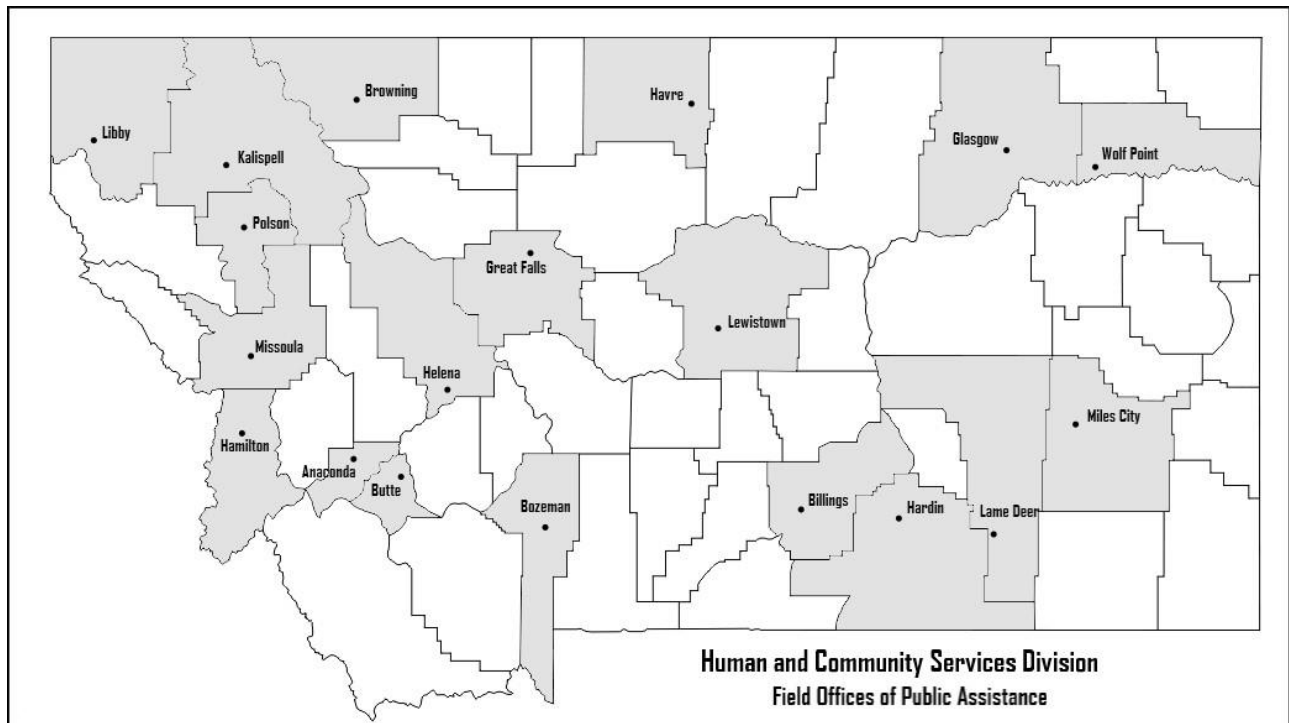 Browning
Havre
Libby
Glasgow
Kalispell
Wolf Point
Polson
Great Falls
Lewistown
Missoula
Helena
Miles City
Hamilton
Anaconda
Butte
Bozeman
Billings
Hardin
Lame Deer
Human and Community Services Division
Field Offices of Public Assistance